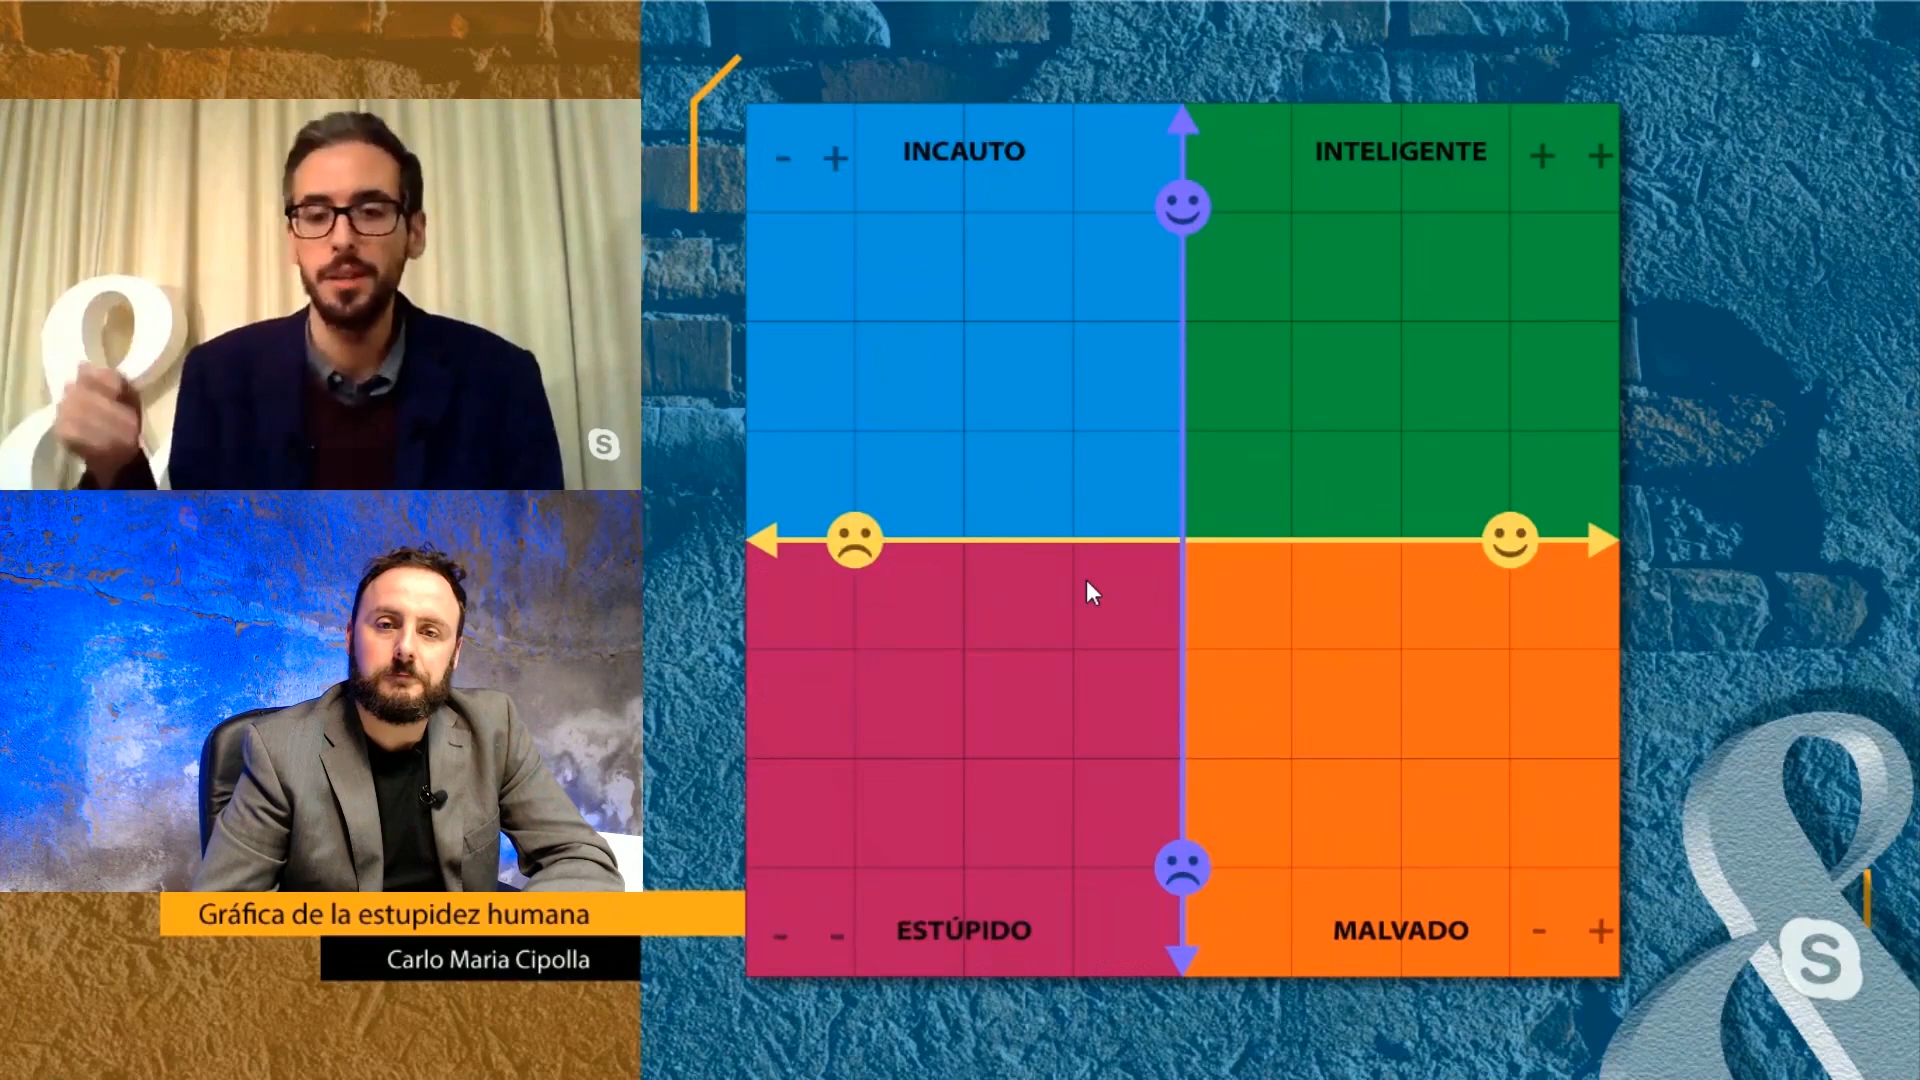 - + INCAUTO
INTELIGENTE + +
- - ESTÚPIDO
MALVADO - +
Gráfica de la estupidez humana
Carlo Maria Cipolla
&
S
&
S